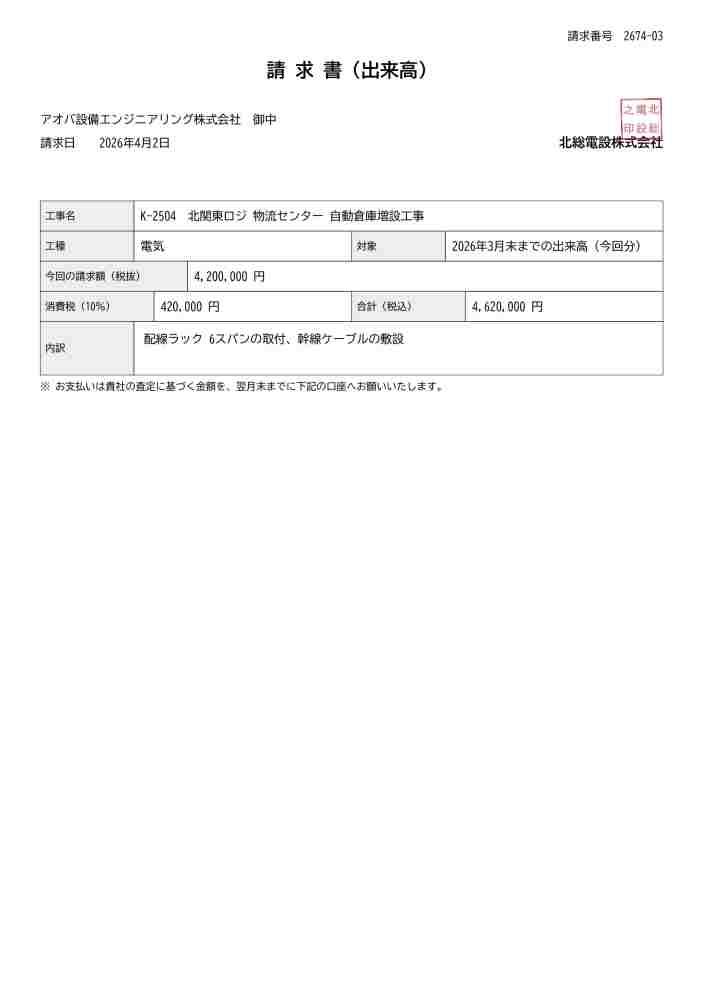 請求番号 2674-03
請 求 書（出来高）
アオバ設備エンジニアリング株式会社 御中
請求日 2026年4月2日
北総電設之印
北総電設株式会社
工事名 K-2504 北関東ロジ 物流センター 自動倉庫増設工事
工種 電気 対象 2026年3月末までの出来高（今回分）
今回の請求額（税抜） 4,200,000 円
消費税（10%） 420,000 円 合計（税込） 4,620,000 円
内訳 配線ラック 6スパンの取付、幹線ケーブルの敷設
※ お支払いは貴社の査定に基づく金額を、翌月末までに下記の口座へお願いいたします。